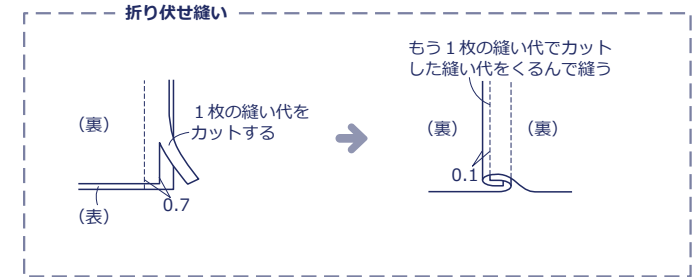 折り伏せ縫い
（裏）
１枚の縫い代を
カットする
0.7
（表）
もう１枚の縫い代でカット
した縫い代をくるんで縫う
（裏）
（裏）
0.1